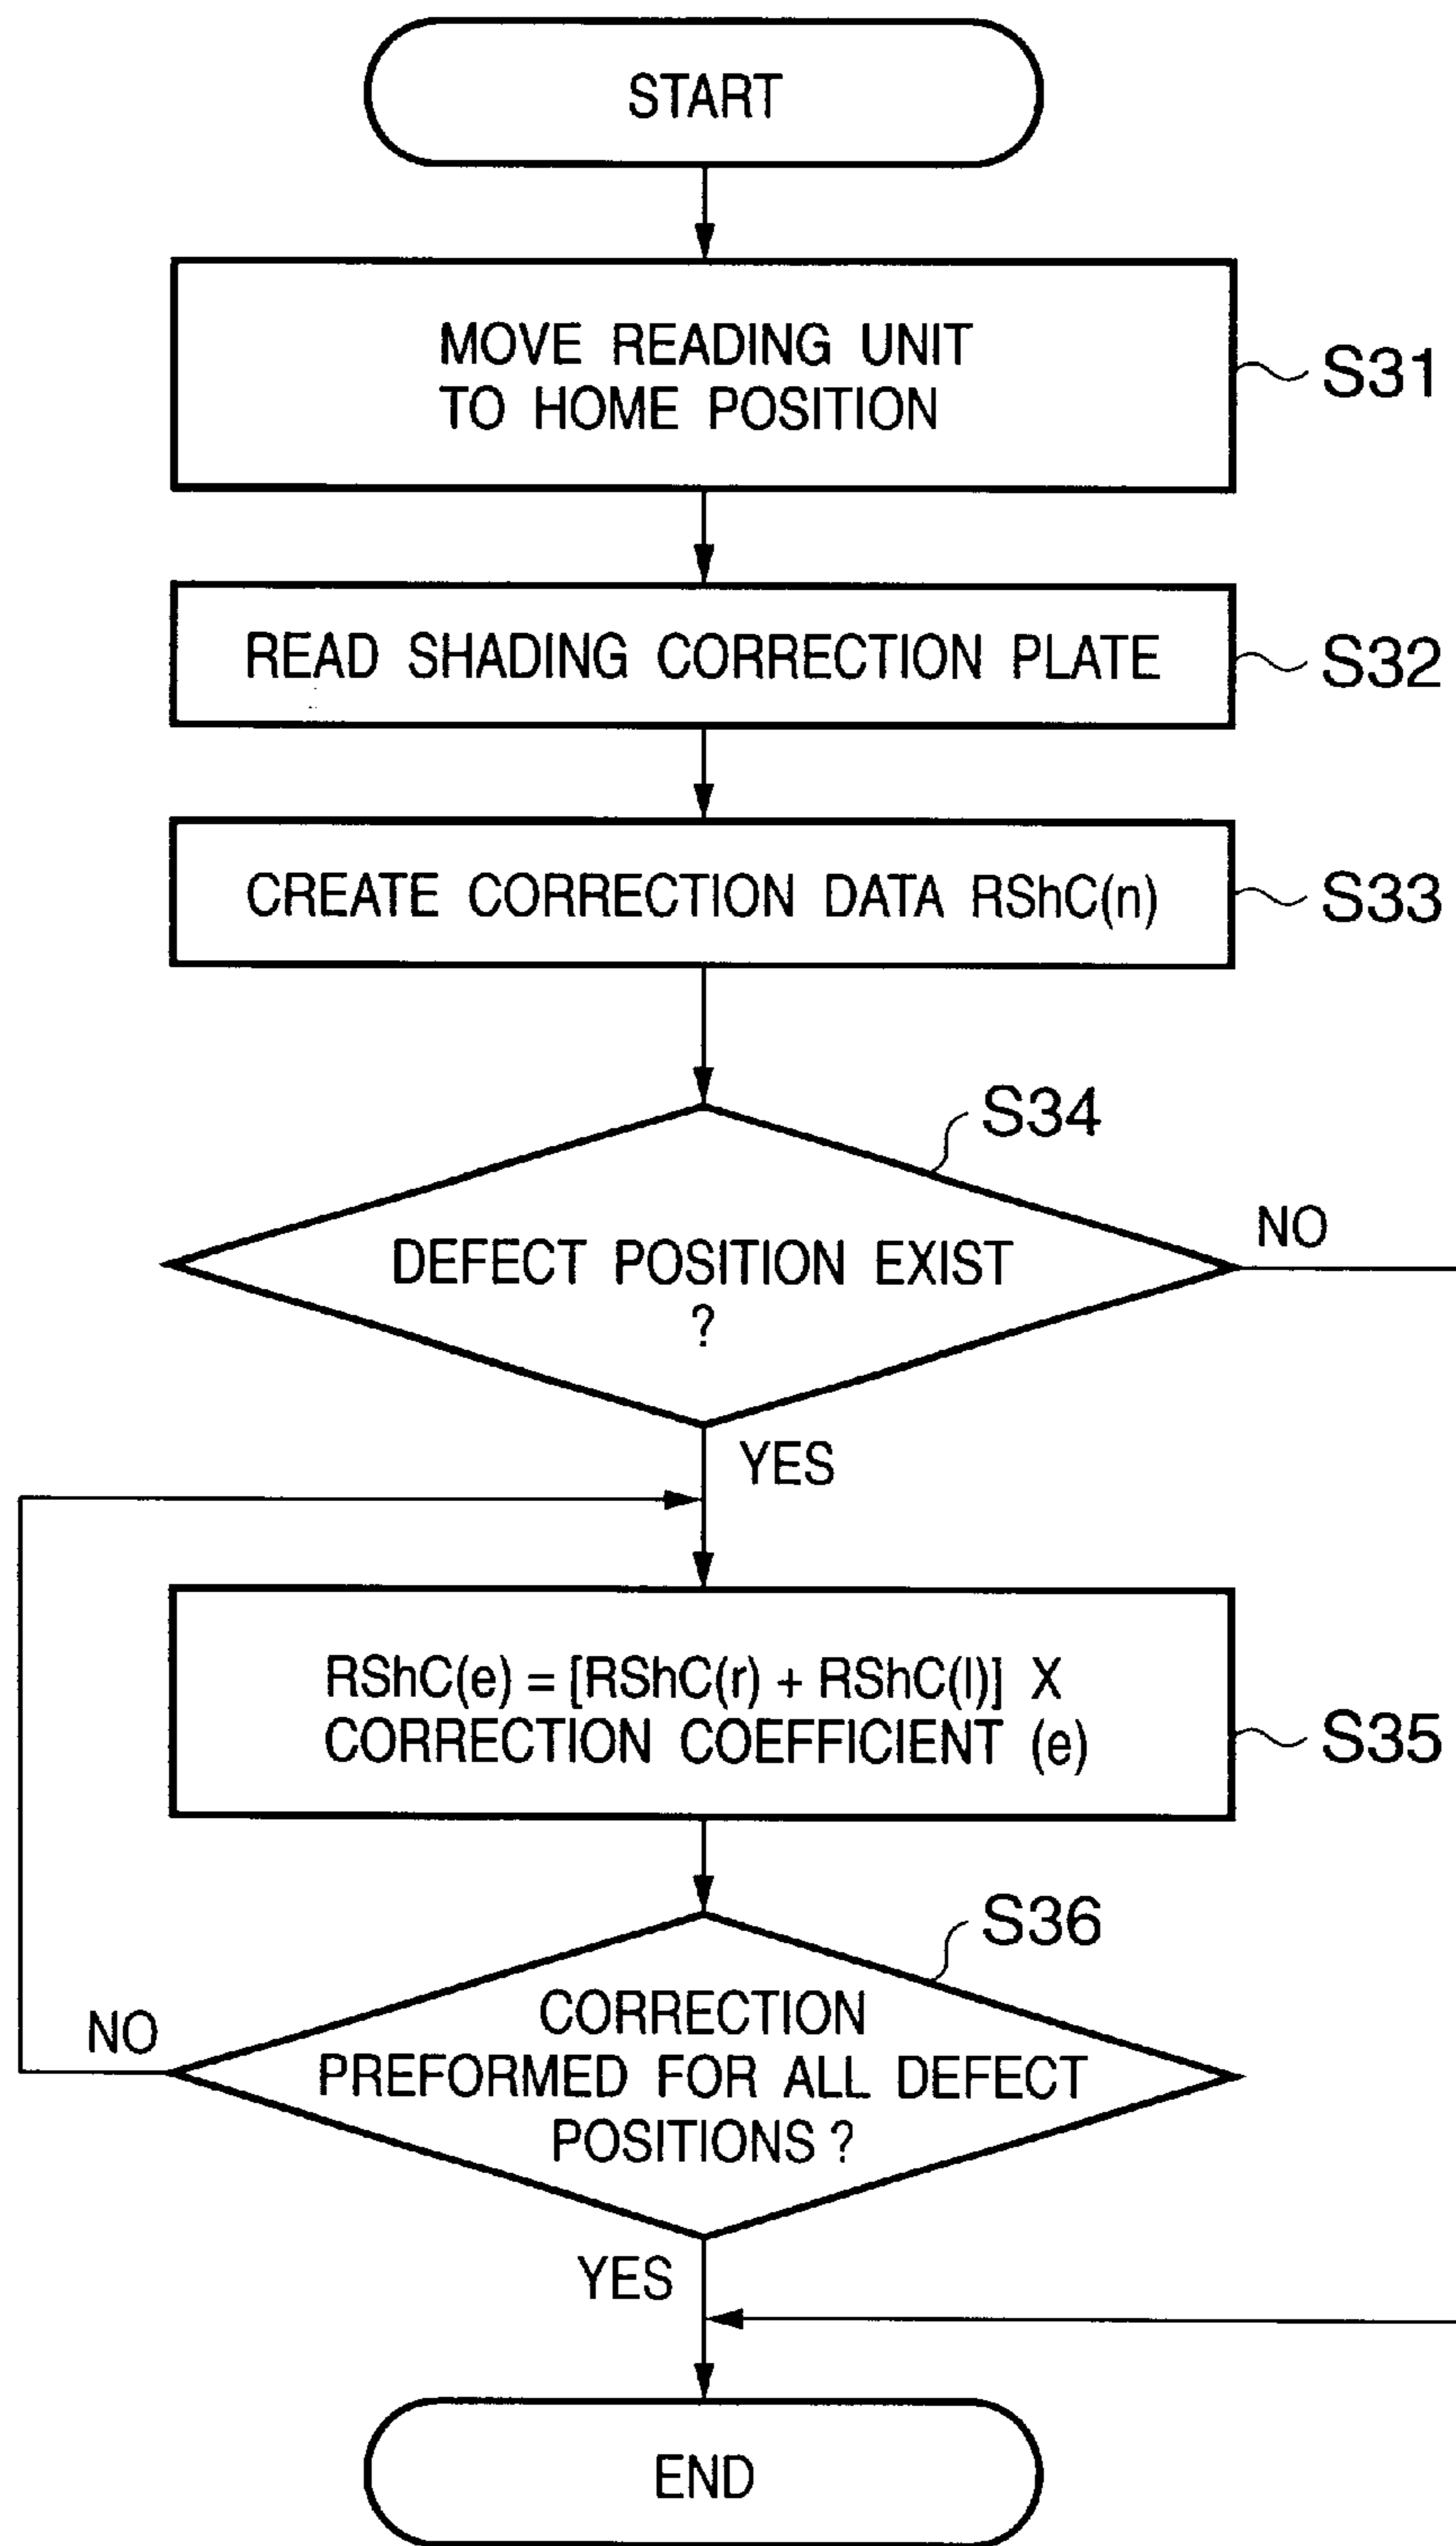 START
MOVE READING UNIT
TO HOME POSITION
S31
READ SHADING CORRECTION PLATE
S32
CREATE CORRECTION DATA RShC(n)
S33
S34
DEFECT POSITION EXIST
?
NO
YES
RShC(e) = [RShC(r) + RShC(l)] X
CORRECTION COEFFICIENT (e)
S35
S36
CORRECTION
PREFORMED FOR ALL DEFECT
POSITIONS ?
NO
YES
END